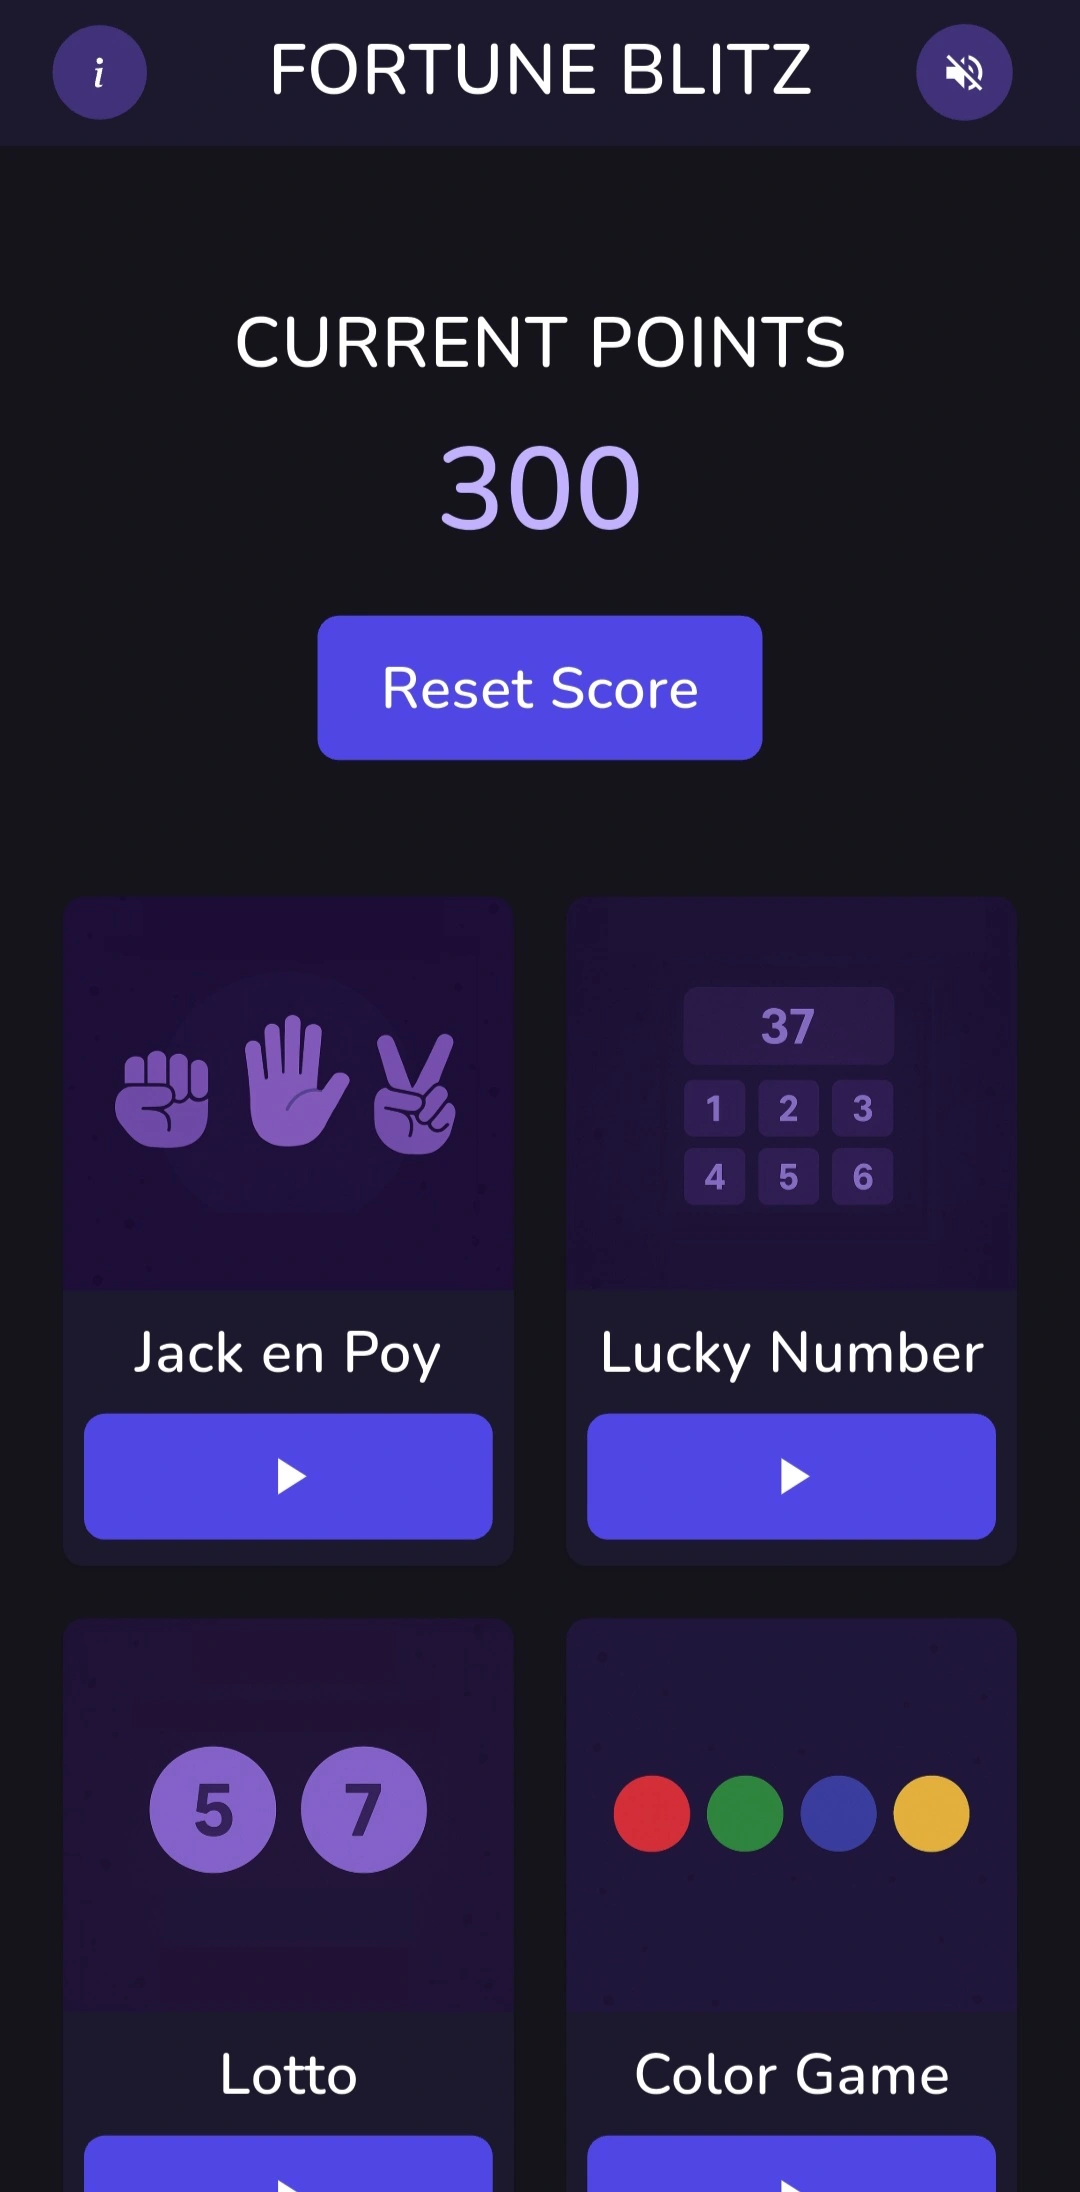 i FORTUNE BLITZ
CURRENT POINTS
300
Reset Score
37
1 2 3
4 5 6
Jack en Poy
Lucky Number
5 7
Lotto
Color Game